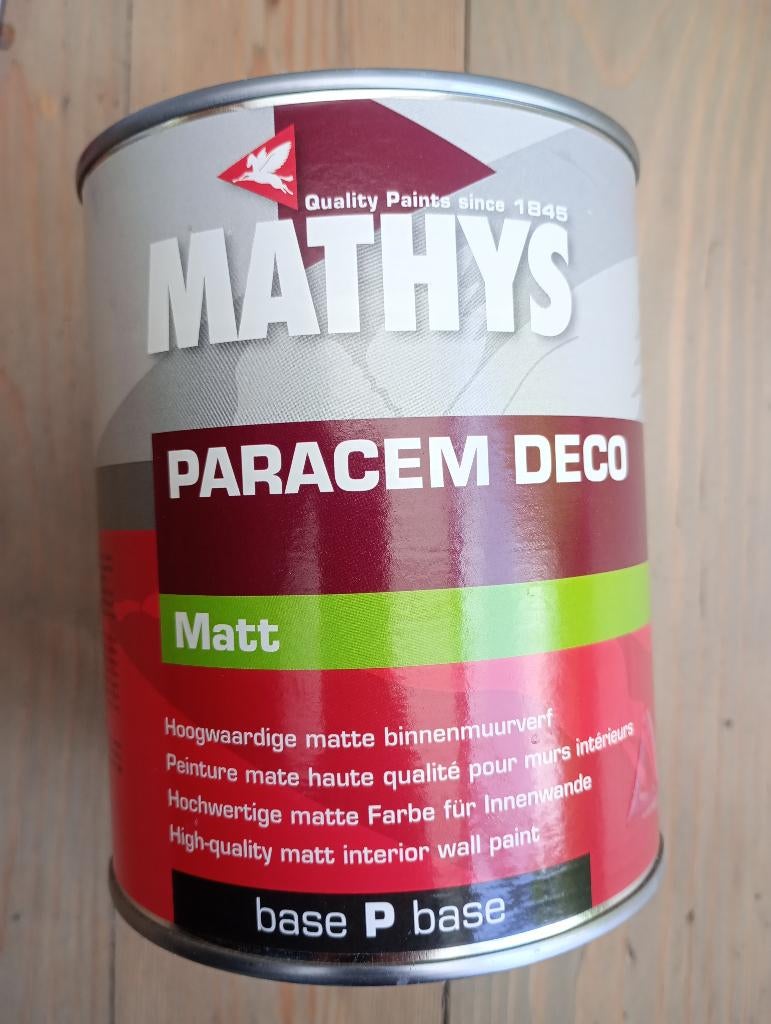 Quality Paints since 1845
MATHYS
PARACEM DECO
Matt
Hoogwaardige matte binnenmuurverf
Peinture mate haute qualité pour murs intérieurs
Hochwertige matte Farbe für Innenwande
High-quality matt interior wall paint
base P base